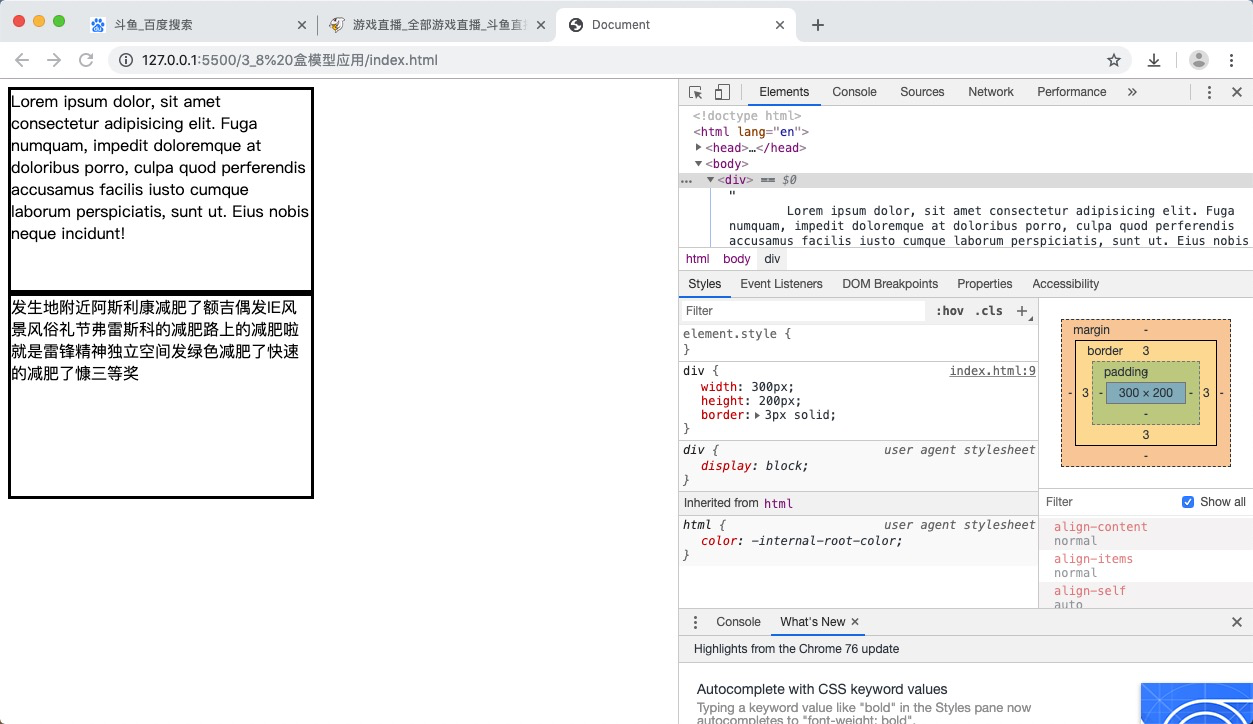 斗鱼_百度搜索
游戏直播_全部游戏直播_斗鱼直
Document
127.0.0.1:5500/3_8%20盒模型应用/index.html
Lorem ipsum dolor, sit amet
consectetur adipisicing elit. Fuga
numquam, impedit doloremque at
doloribus porro, culpa quod perferendis
accusamus facilis iusto cumque
laborum perspiciatis, sunt ut. Eius nobis
neque incidunt!
发生地附近阿斯利康减肥了额吉偶发IE风
景风俗礼节弗雷斯科的减肥路上的减肥啦
就是雷锋精神独立空间发绿色减肥了快速
的减肥了慷三等奖
Elements Console Sources Network Performance »
<!doctype html>
<html lang="en">
<head>…</head>
<body>
… <div> == $0
"
Lorem ipsum dolor, sit amet consectetur adipisicing elit. Fuga
numquam, impedit doloremque at doloribus porro, culpa quod perferendis
accusamus facilis iusto cumque laborum perspiciatis, sunt ut. Eius nobis
html body div
Styles Event Listeners DOM Breakpoints Properties Accessibility
Filter :hov .cls +
element.style {
}
div { index.html:9
width: 300px;
height: 200px;
border: 3px solid;
}
div { user agent stylesheet
display: block;
}
Inherited from html
html { user agent stylesheet
color: -internal-root-color;
}
margin -
border 3
padding -
- 3 - 300 × 200 - 3 -
-
3
-
Filter Show all
align-content
normal
align-items
normal
align-self
auto
Console What's New
Highlights from the Chrome 76 update
Autocomplete with CSS keyword values
Typing a keyword value like "bold" in the Styles pane now
autocompletes to "font-weight: bold".